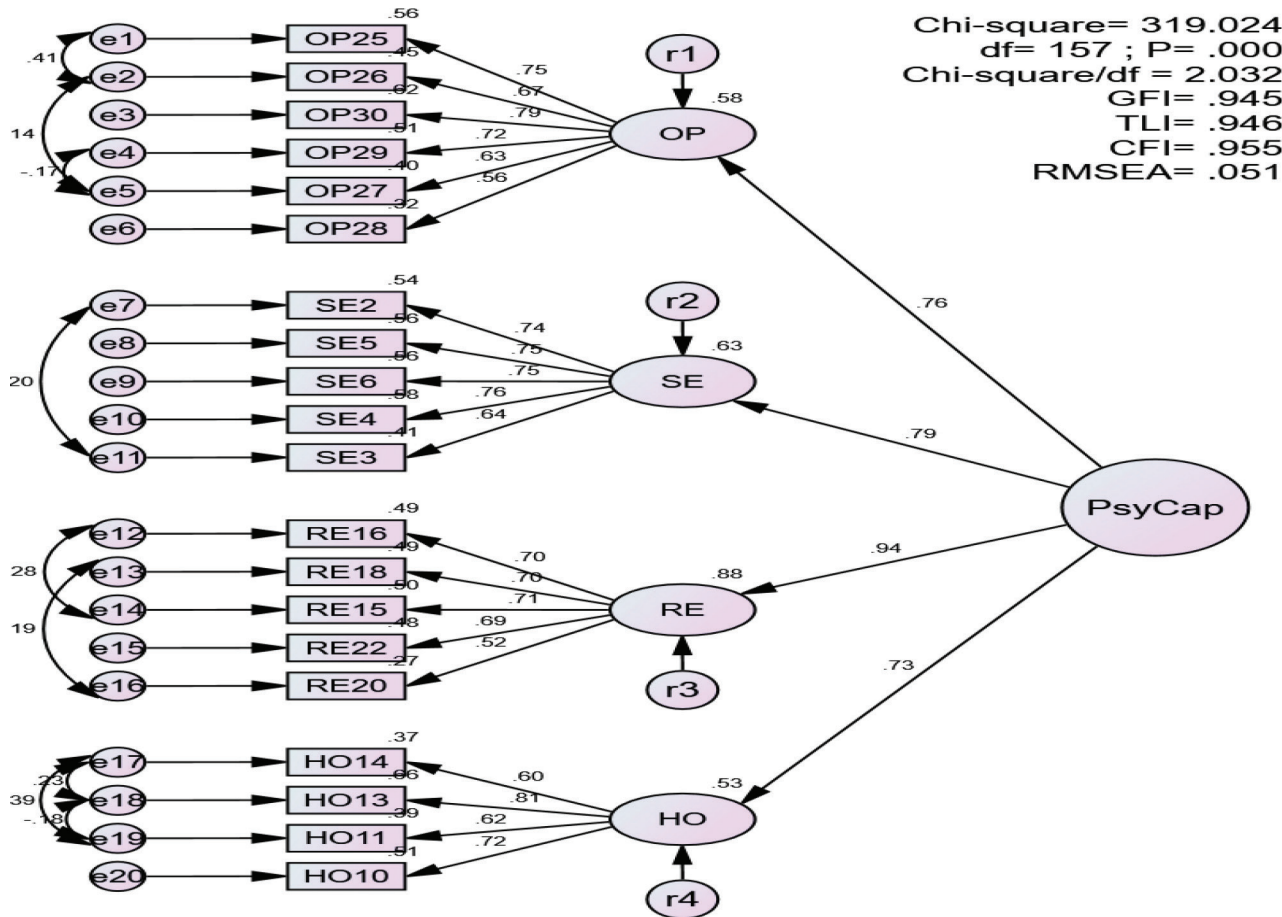 Chi-square= 319.024
df= 157 ; P= .000
Chi-square/df = 2.032
GFI= .945
TLI= .946
CFI= .955
RMSEA= .051
.56
e1
OP25
.41
.45
e2
OP26
.62
e3
OP30
14
.51
e4
OP29
-.17
.40
e5
OP27
.32
e6
OP28
.75
.67
.79
.72
.63
.56
r1
.58
OP
.76
.54
e7
SE2
.56
e8
SE5
.56
e9
SE6
20
.58
e10
SE4
.41
e11
SE3
.74
.75
.75
.76
.64
r2
.63
SE
.79
PsyCap
.49
e12
RE16
.49
e13
RE18
28
.50
e14
RE15
19
.48
e15
RE22
.27
e16
RE20
.70
.70
.71
.69
.52
.88
RE
r3
.94
.37
e17
HO14
.23
.66
e18
HO13
39
-.18
.39
e19
HO11
.51
e20
HO10
.60
.81
.62
.72
.53
HO
r4
.73